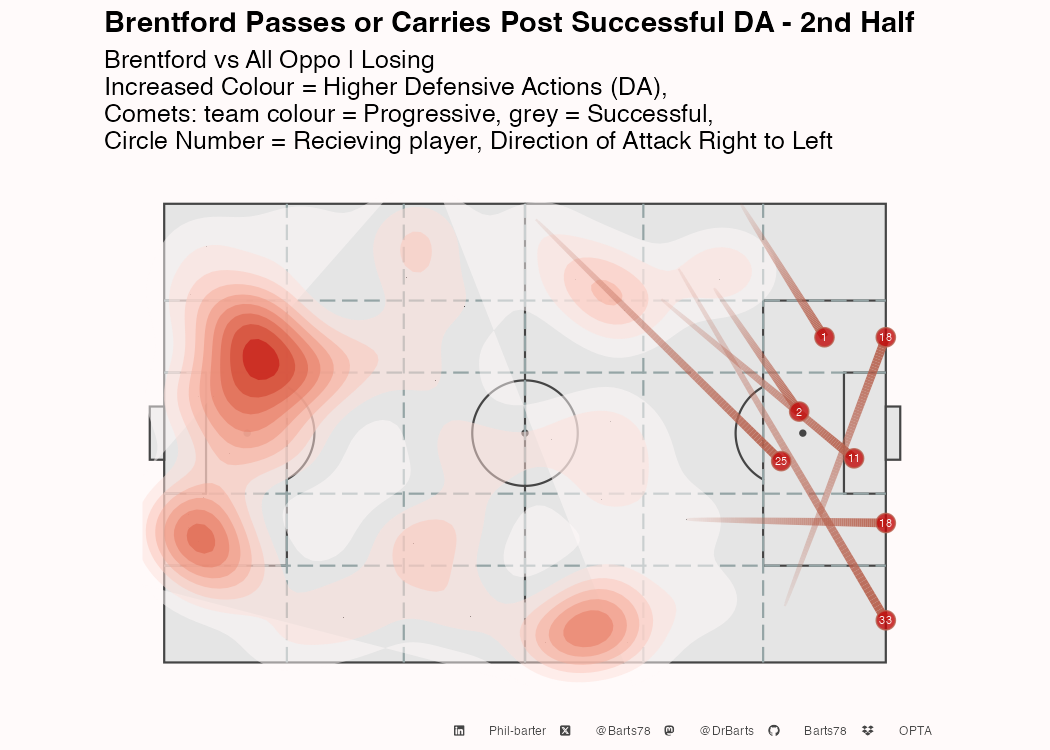 Brentford Passes or Carries Post Successful DA - 2nd Half
Brentford vs All Oppo | Losing
Increased Colour = Higher Defensive Actions (DA),
Comets: team colour = Progressive, grey = Successful,
Circle Number = Recieving player, Direction of Attack Right to Left
1
18
2
25
11
18
33
Phil-barter @Barts78 @DrBarts Barts78 OPTA